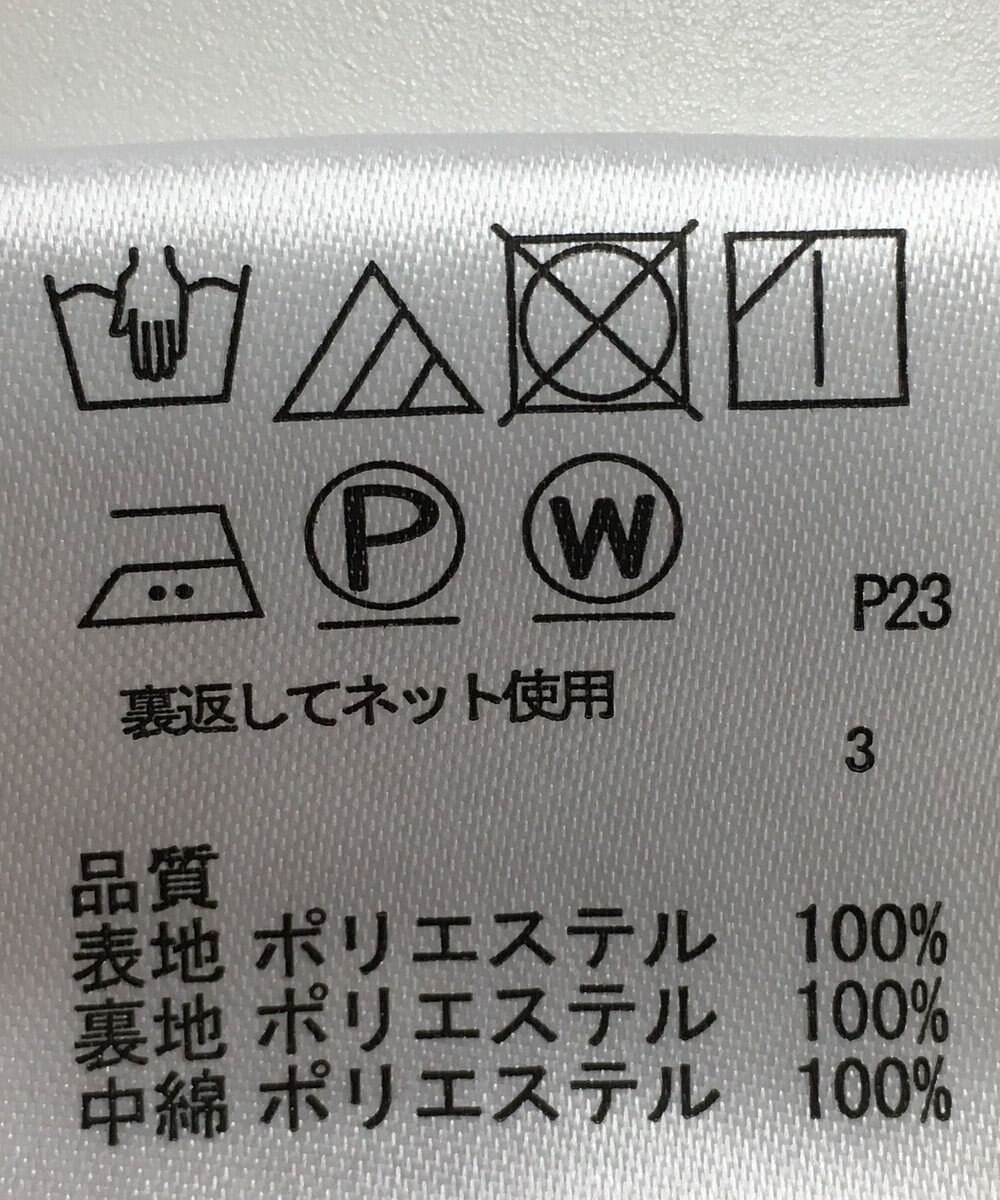 P W
P23
裏返してネット使用
3
品質
表地 ポリエステル 100%
裏地 ポリエステル 100%
中綿 ポリエステル 100%